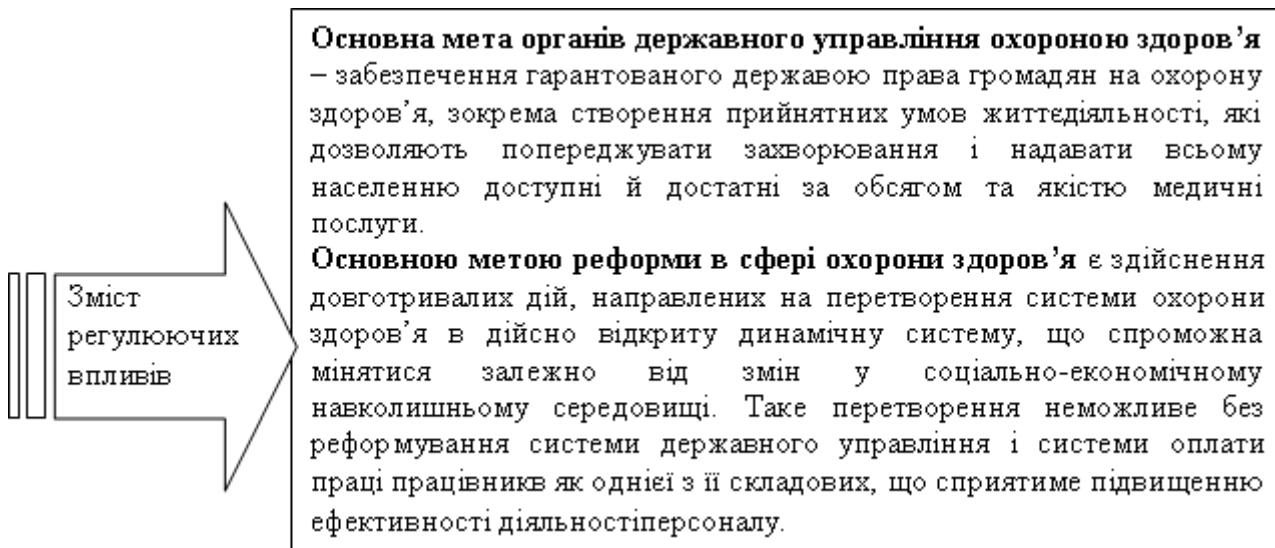 Зміст
регулюючих
впливів
Основна мета органів державного управління охороною здоров’я
– забезпечення гарантованого державою права громадян на охорону
здоров’я, зокрема створення прийнятних умов життєдіяльності, які
дозволяють попереджувати захворювання і надавати всьому
населенню доступні й достатні за обсягом та якістю медичні
послуги.
Основною метою реформи в сфері охорони здоров’я є здійснення
довготривалих дій, направлених на перетворення системи охорони
здоров’я в дійсно відкриту динамічну систему, що спроможна
мінятися залежно від змін у соціально-економічному
навколишньому середовищі. Таке перетворення неможливе без
реформування системи державного управління і системи оплати
праці працівникв як однієї з її складових, що сприятиме підвищенню
ефективності діяльностіперсоналу.